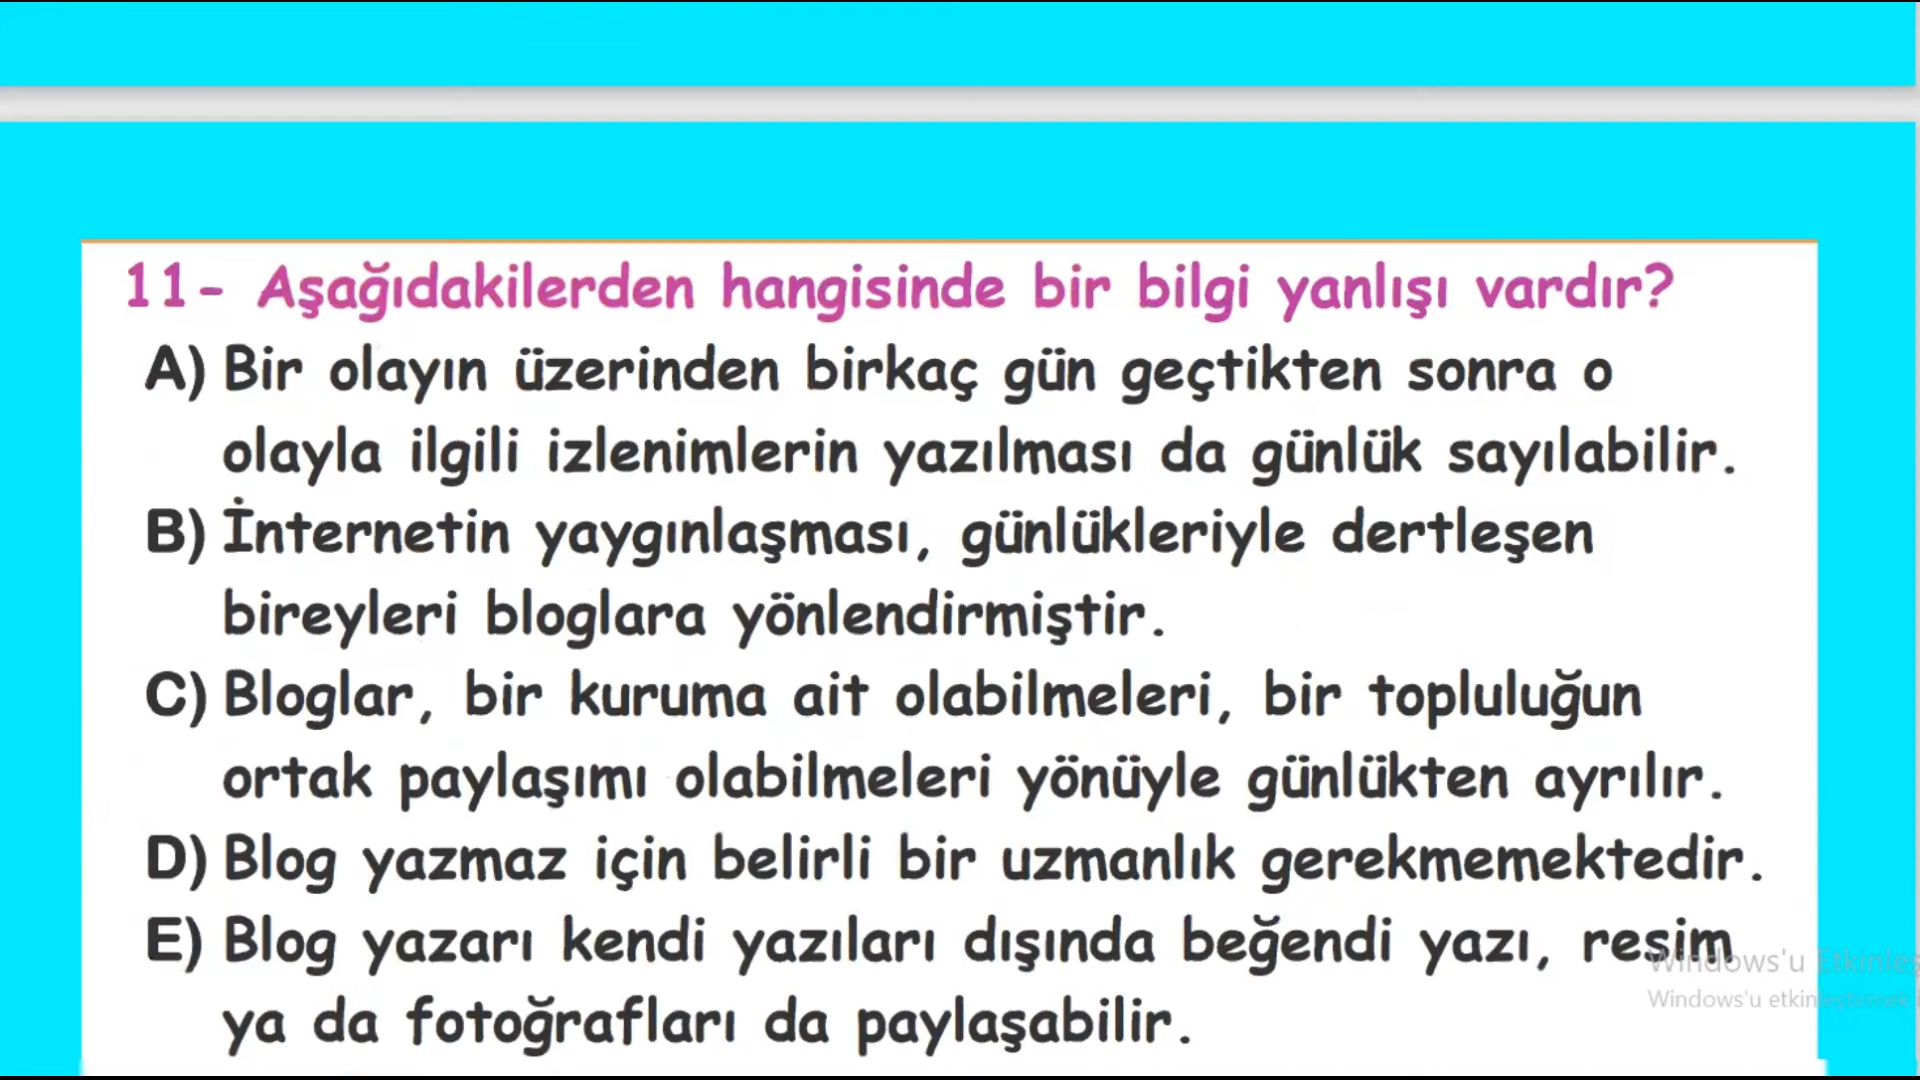 11- Aşağıdakilerden hangisinde bir bilgi yanlışı vardır?
A) Bir olayın üzerinden birkaç gün geçtikten sonra o
olayla ilgili izlenimlerin yazılması da günlük sayılabilir.
B) İnternetin yaygınlaşması, günlükleriyle dertleşen
bireyleri bloglara yönlendirmiştir.
C) Bloglar, bir kuruma ait olabilmeleri, bir topluluğun
ortak paylaşımı olabilmeleri yönüyle günlükten ayrılır.
D) Blog yazmaz için belirli bir uzmanlık gerekmemektedir.
E) Blog yazarı kendi yazıları dışında beğendi yazı, resim
ya da fotoğrafları da paylaşabilir.
Windows'u
Windows'u